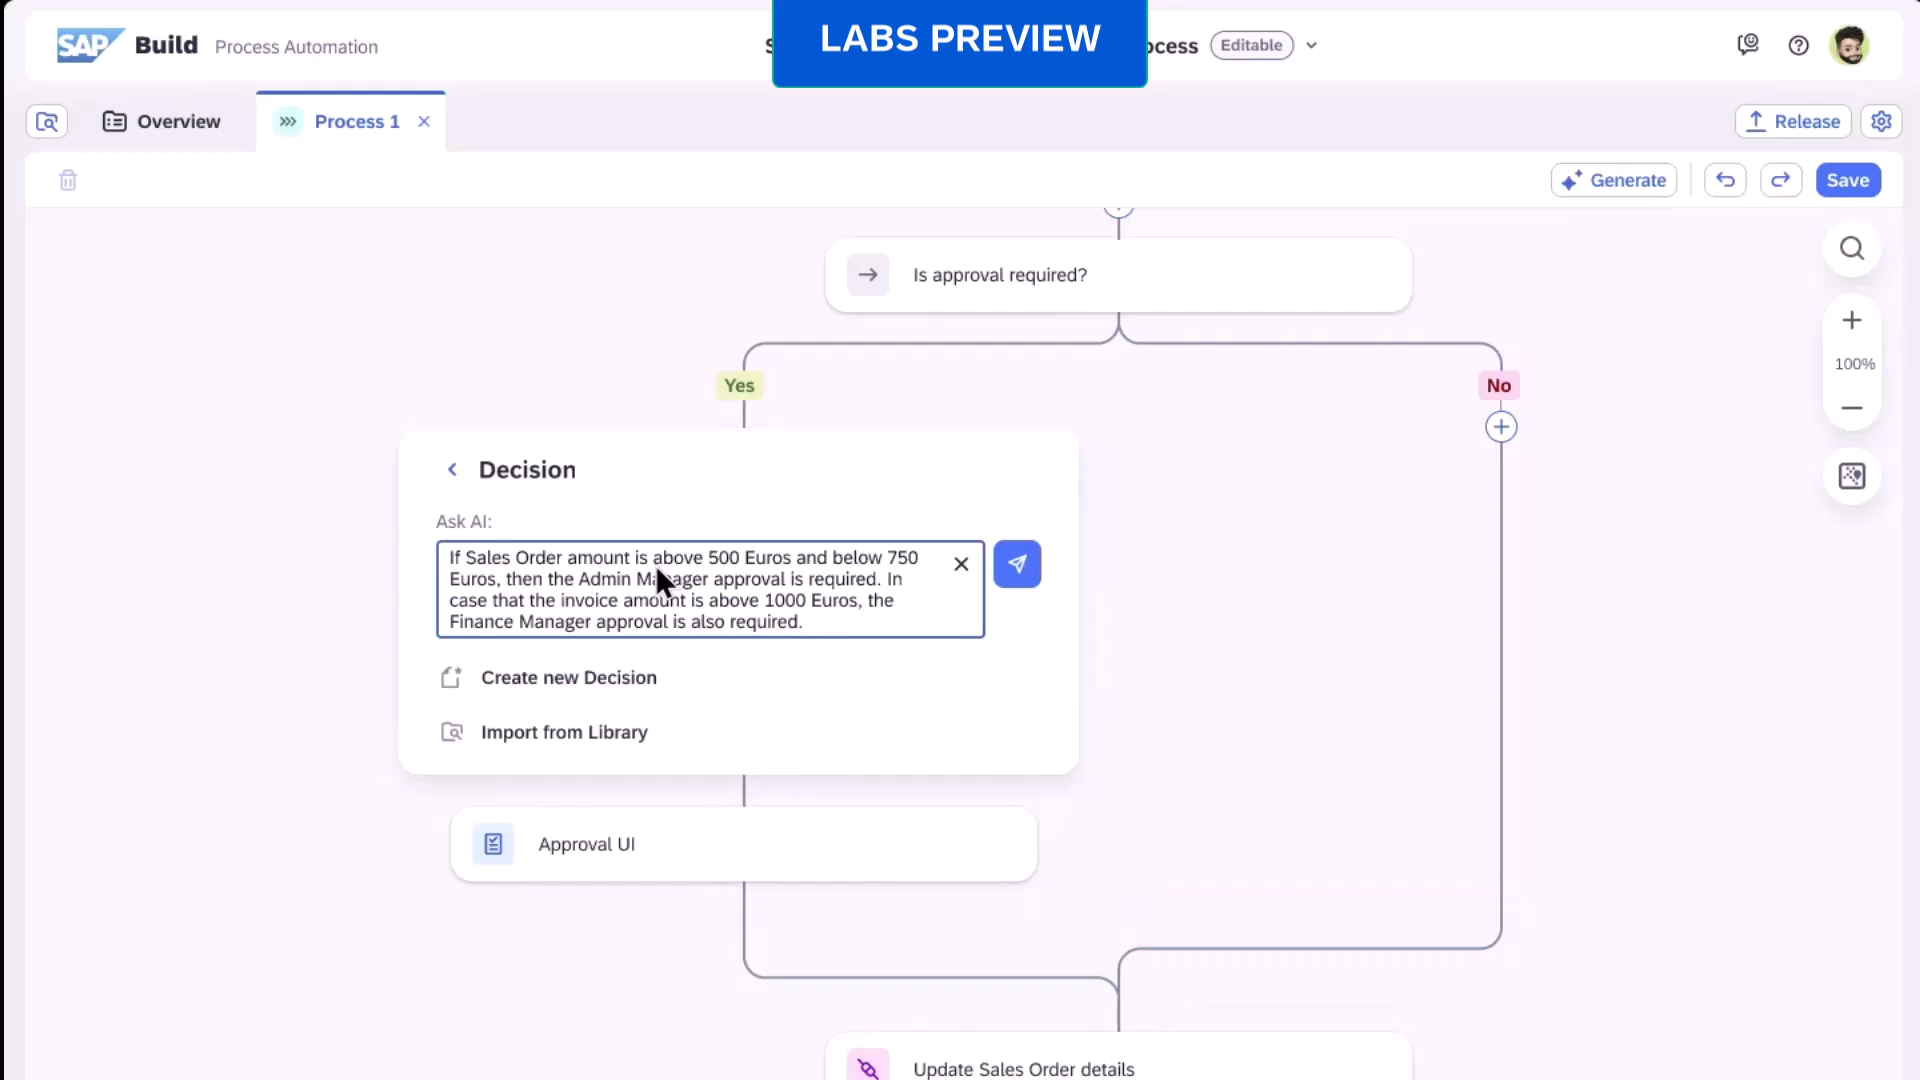 SAP Build Process Automation
LABS PREVIEW
Editable
Overview
Process 1
Release
Generate
Save
Is approval required?
100%
Yes
No
Decision
Ask AI:
If Sales Order amount is above 500 Euros and below 750
Euros, then the Admin Manager approval is required. In
case that the invoice amount is above 1000 Euros, the
Finance Manager approval is also required.
Create new Decision
Import from Library
Approval UI
Update Sales Order details